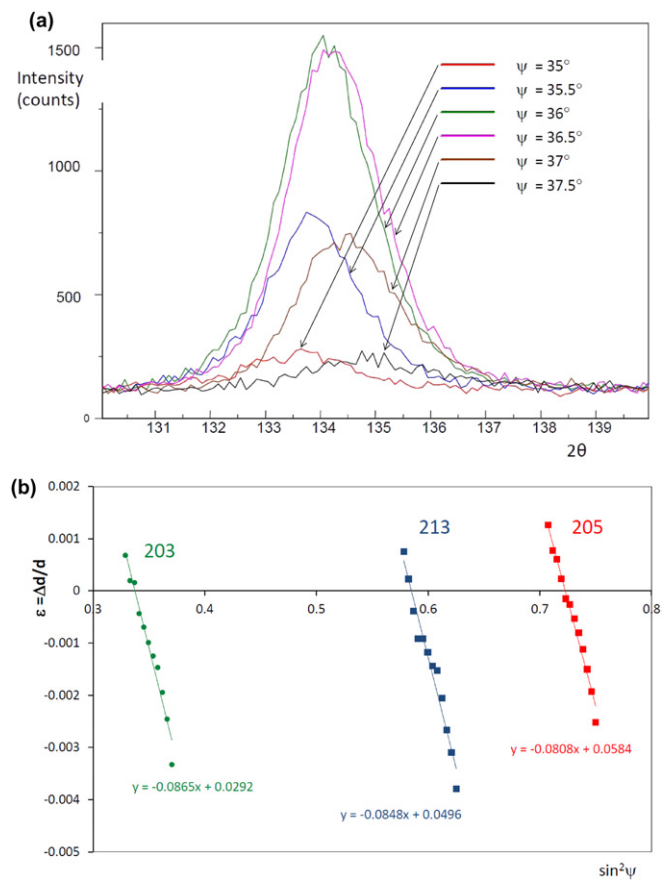 (a)
1500
Intensity
(counts)
1000
500
0
ψ = 35°
ψ = 35.5°
ψ = 36°
ψ = 36.5°
ψ = 37°
ψ = 37.5°
131 132 133 134 135 136 137 138 139
2θ
(b)
0.002
0.001
0
-0.001
-0.002
-0.003
-0.004
-0.005
ε =Δd/d
203
213
205
0.3 0.4 0.5 0.6 0.7 0.8
y = -0.0808x + 0.0584
y = -0.0865x + 0.0292
y = -0.0848x + 0.0496
sin²ψ